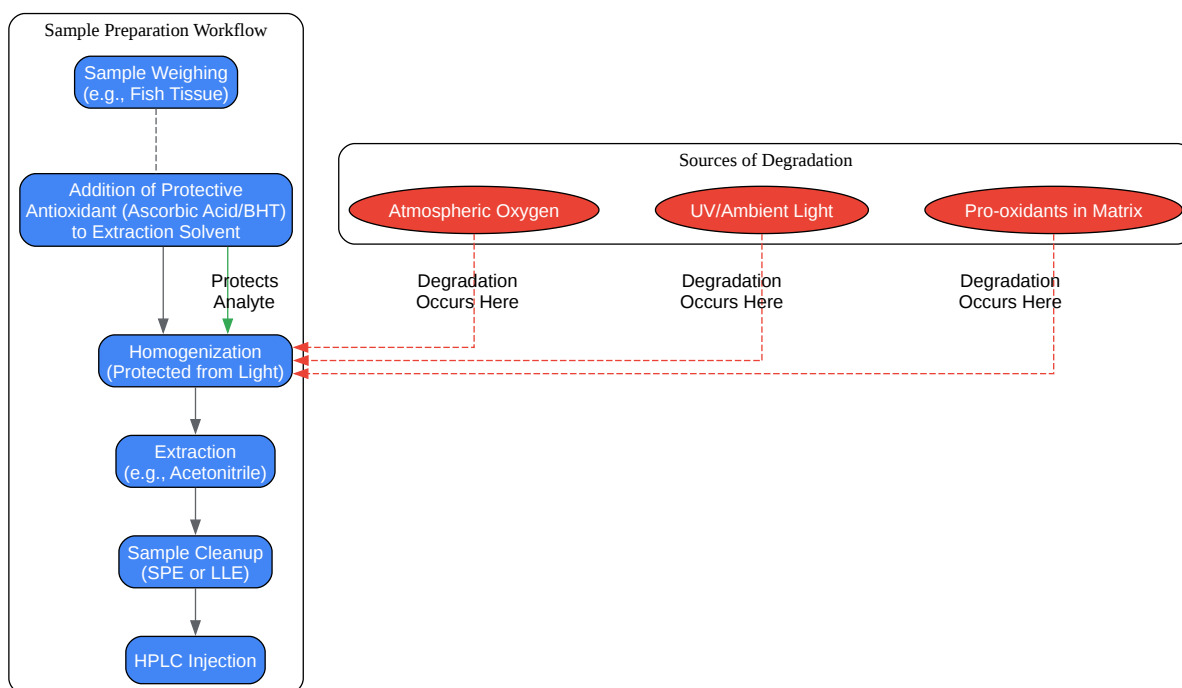 Sample Preparation Workflow
Sample Weighing
(e.g., Fish Tissue)
Addition of Protective
Antioxidant (Ascorbic Acid/BHT)
to Extraction Solvent
Protects
Analyte
Homogenization
(Protected from Light)
Extraction
(e.g., Acetonitrile)
Sample Cleanup
(SPE or LLE)
HPLC Injection
Sources of Degradation
Atmospheric Oxygen
UV/Ambient Light
Pro-oxidants in Matrix
Degradation
Occurs Here
Degradation
Occurs Here
Degradation
Occurs Here